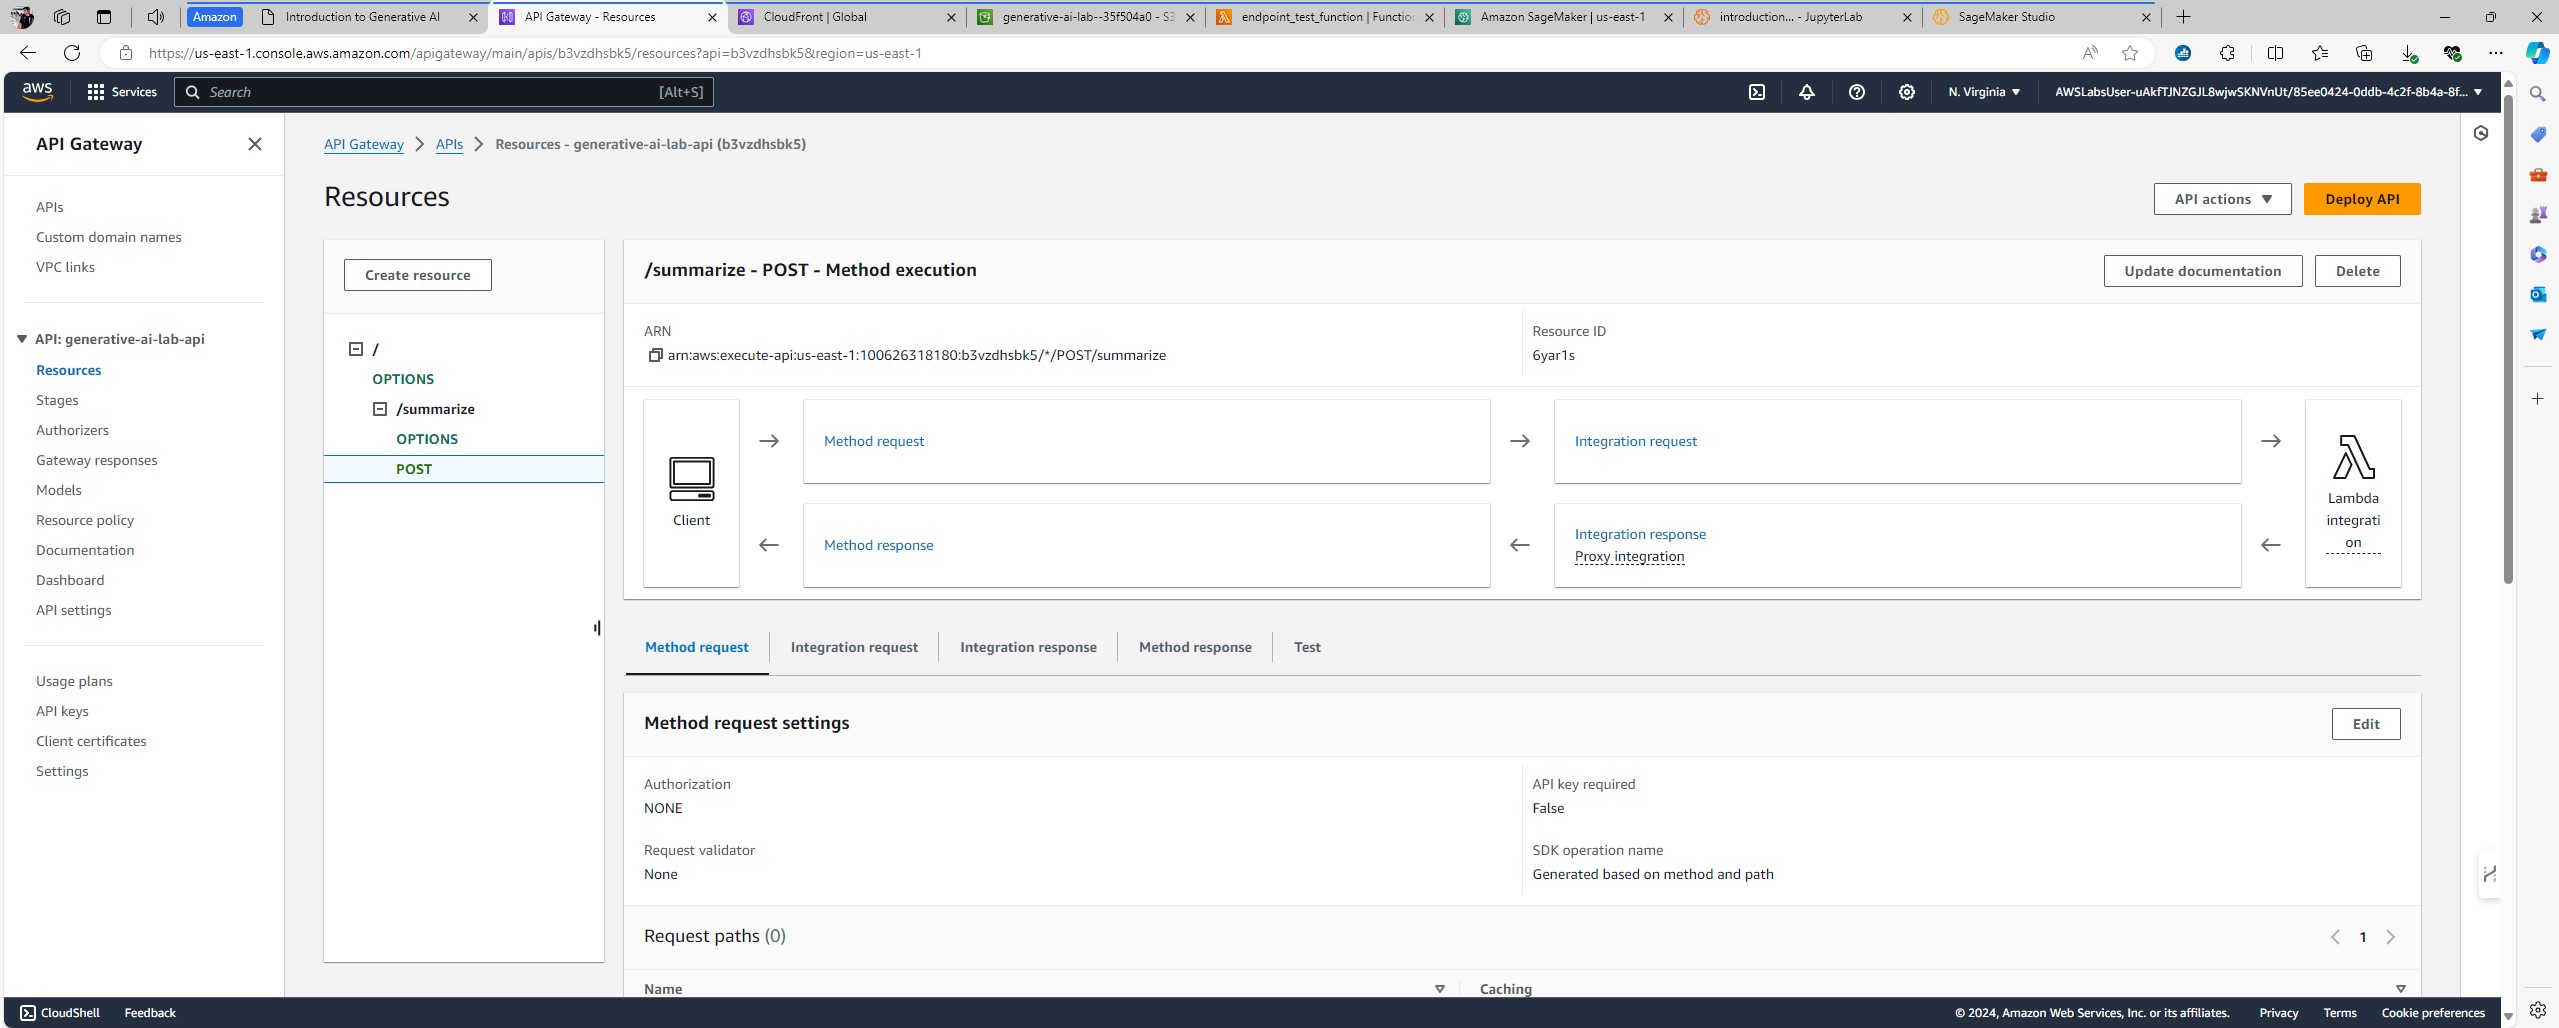 Amazon
Introduction to Generative AI
API Gateway - Resources
CloudFront | Global
generative-ai-lab--35f504a0 - S3
endpoint_test_function | Function
Amazon SageMaker | us-east-1
introduction... - JupyterLab
SageMaker Studio
https://us-east-1.console.aws.amazon.com/apigateway/main/apis/b3vzdhsbk5/resources?api=b3vzdhsbk5&region=us-east-1
aws
Services
Search
[Alt+S]
N. Virginia
AWSLabsUser-uAkfTJNZGJL8wjwSKNVnUt/85ee0424-0ddb-4c2f-8b4a-8f...
API Gateway
APIs
Custom domain names
VPC links
API: generative-ai-lab-api
Resources
Stages
Authorizers
Gateway responses
Models
Resource policy
Documentation
Dashboard
API settings
Usage plans
API keys
Client certificates
Settings
API Gateway > APIs > Resources - generative-ai-lab-api (b3vzdhsbk5)
Resources
API actions
Deploy API
Create resource
/
OPTIONS
/summarize
OPTIONS
POST
/summarize - POST - Method execution
Update documentation
Delete
ARN
arn:aws:execute-api:us-east-1:100626318180:b3vzdhsbk5/*/POST/summarize
Resource ID
6yar1s
Client
Method request
Integration request
Method response
Integration response
Proxy integration
Lambda
integrati
on
Method request
Integration request
Integration response
Method response
Test
Method request settings
Edit
Authorization
NONE
API key required
False
Request validator
None
SDK operation name
Generated based on method and path
Request paths (0)
1
Name
Caching
CloudShell
Feedback
© 2024, Amazon Web Services, Inc. or its affiliates.
Privacy
Terms
Cookie preferences